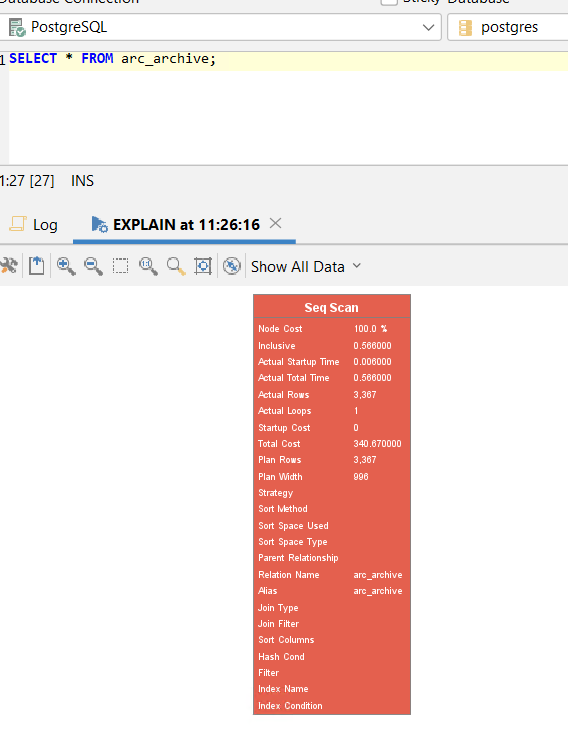 Database Connection Sticky Database
PostgreSQL postgres
1 SELECT * FROM arc_archive;
1:27 [27] INS
Log EXPLAIN at 11:26:16
Show All Data
Seq Scan
Node Cost 100.0 %
Inclusive 0.566000
Actual Startup Time 0.006000
Actual Total Time 0.566000
Actual Rows 3,367
Actual Loops 1
Startup Cost 0
Total Cost 340.670000
Plan Rows 3,367
Plan Width 996
Strategy
Sort Method
Sort Space Used
Sort Space Type
Parent Relationship
Relation Name arc_archive
Alias arc_archive
Join Type
Join Filter
Sort Columns
Hash Cond
Filter
Index Name
Index Condition